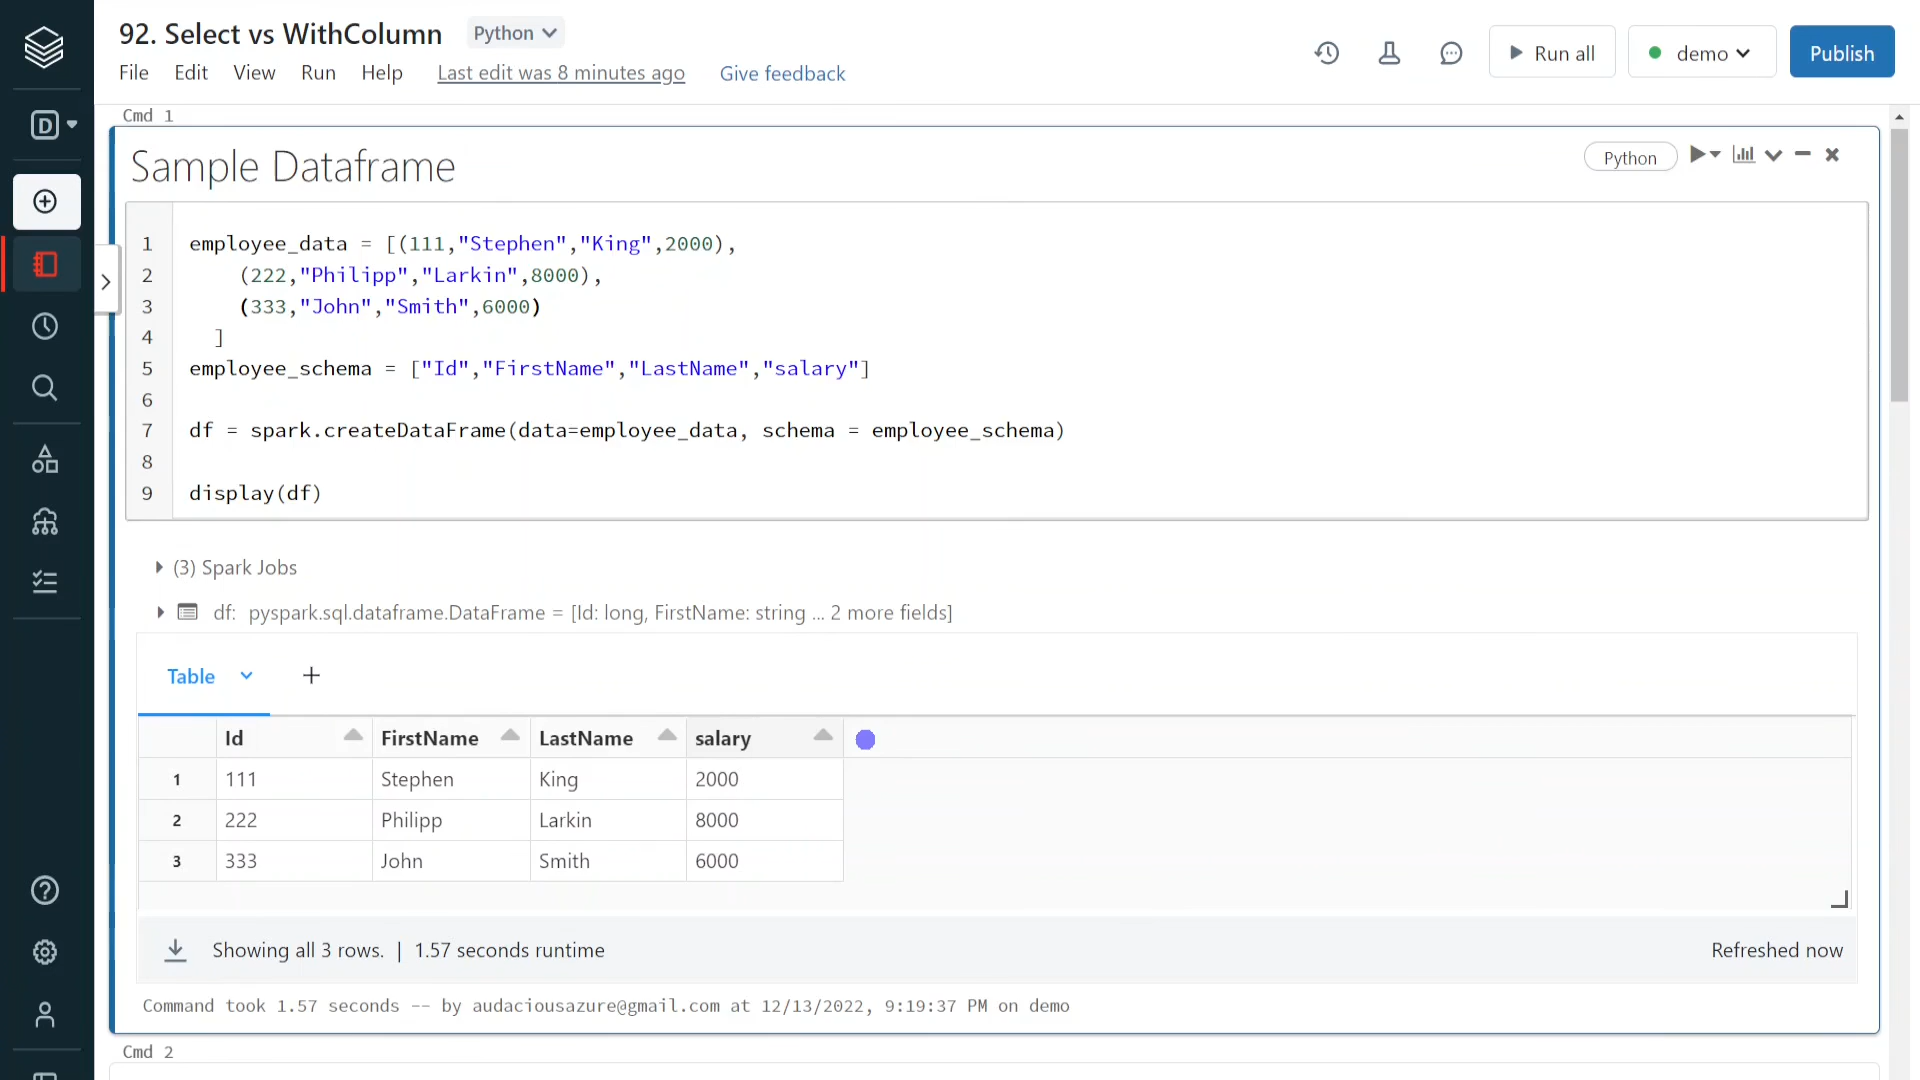 92. Select vs WithColumn Python
File Edit View Run Help Last edit was 8 minutes ago Give feedback
Run all demo Publish
D
Cmd 1
Sample Dataframe
Python
1 employee_data = [(111,"Stephen","King",2000),
2 (222,"Philipp","Larkin",8000),
3 (333,"John","Smith",6000)
4 ]
5 employee_schema = ["Id","FirstName","LastName","salary"]
6
7 df = spark.createDataFrame(data=employee_data, schema = employee_schema)
8
9 display(df)
(3) Spark Jobs
df: pyspark.sql.dataframe.DataFrame = [Id: long, FirstName: string ... 2 more fields]
Table +
Id FirstName LastName salary
1 111 Stephen King 2000
2 222 Philipp Larkin 8000
3 333 John Smith 6000
Showing all 3 rows. | 1.57 seconds runtime Refreshed now
Command took 1.57 seconds -- by audaciousazure@gmail.com at 12/13/2022, 9:19:37 PM on demo
Cmd 2